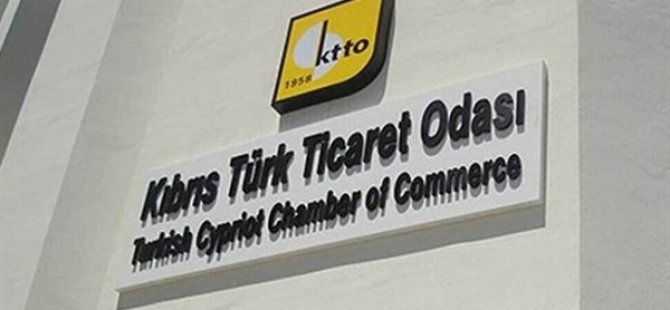 ktto
1958
Kıbrıs Türk Ticaret Odası
Turkish Cypriot Chamber of Commerce